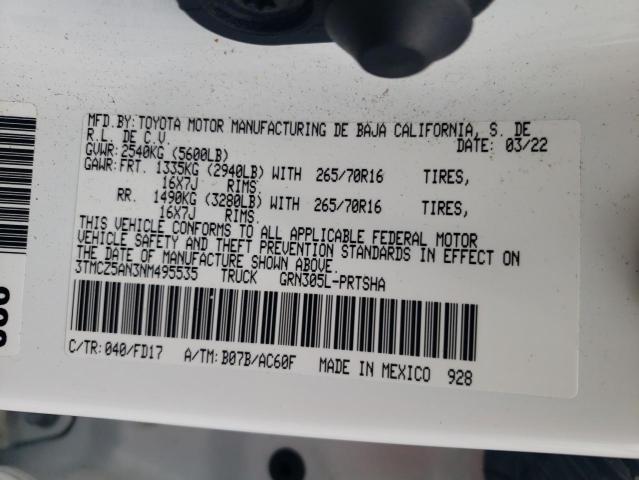 MFD.BY:TOYOTA MOTOR MANUFACTURING DE BAJA CALIFORNIA, S. DE
R.L. DE C.V. DATE: 03/22
GVWR:2540KG (5600LB)
GAWR:FRT. 1335KG (2940LB) WITH 265/70R16 TIRES,
16X7J RIMS.
RR. 1490KG (3280LB) WITH 265/70R16 TIRES,
16X7J RIMS.
THIS VEHICLE CONFORMS TO ALL APPLICABLE FEDERAL MOTOR
VEHICLE SAFETY AND THEFT PREVENTION STANDARDS IN EFFECT ON
THE DATE OF MANUFACTURE SHOWN ABOVE.
3TMCZ5AN3NM495535 TRUCK GRN305L-PRTSHA
C/TR:040/FD17 A/TM:B07B/AC60F MADE IN MEXICO 928